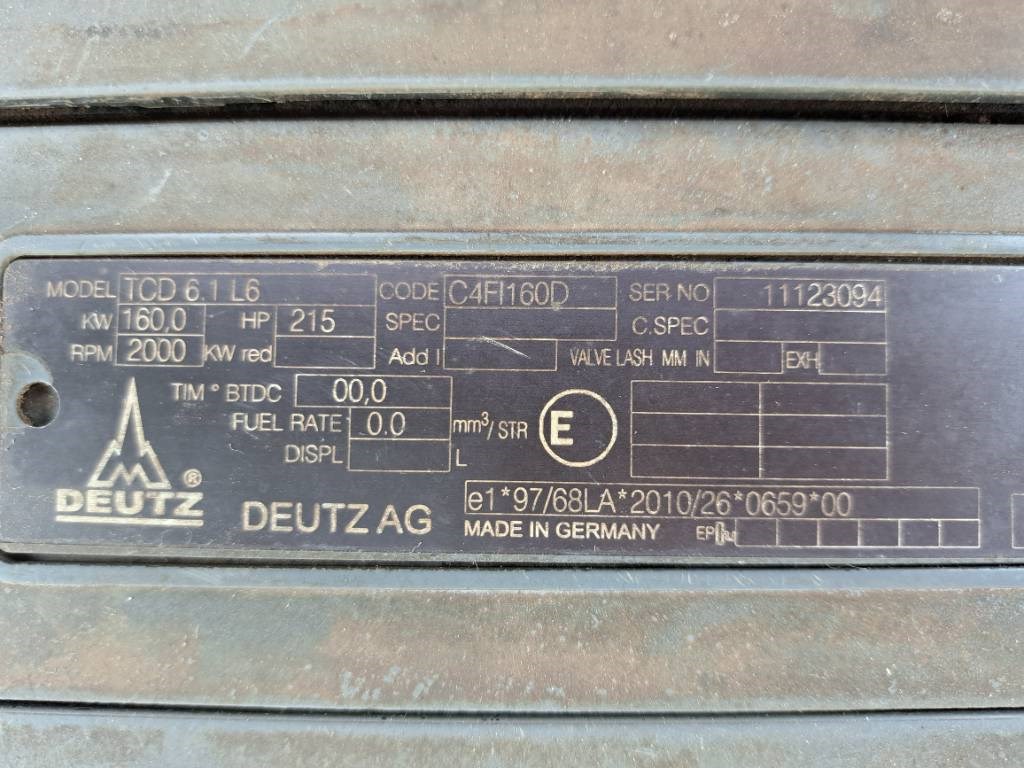 MODEL TCD 6.1 L6 CODE C4FI160D SER NO 11123094
KW 160,0 HP 215 SPEC C.SPEC
RPM 2000 KW red Add I VALVE LASH MM IN EXH
TIM ° BTDC 00,0
FUEL RATE 0.0 mm³/ STR E
DISPL L
DEUTZ ®
DEUTZ AG
e1*97/68LA*2010/26*0659*00
MADE IN GERMANY